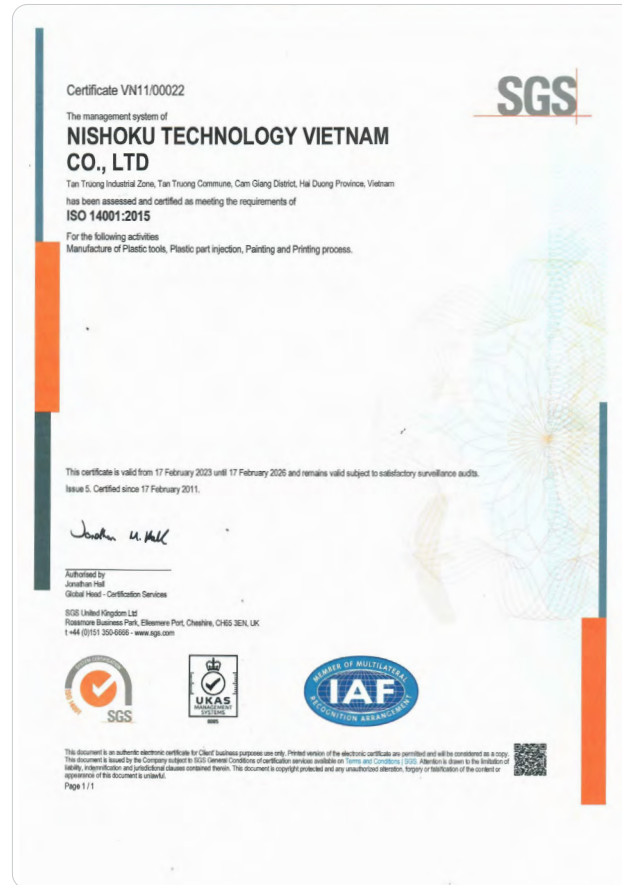 Certificate VN11/00022
SGS
The management system of
NISHOKU TECHNOLOGY VIETNAM
CO., LTD
Tan Truong Industrial Zone, Tan Truong Commune, Cam Giang District, Hai Duong Province, Vietnam
has been assessed and certified as meeting the requirements of
ISO 14001:2015
For the following activities
Manufacture of Plastic tools, Plastic part injection, Painting and Printing process.
This certificate is valid from 17 February 2023 until 17 February 2026 and remains valid subject to satisfactory surveillance audits.
Issue 5. Certified since 17 February 2011.
Jonathan M. Hall
Authorised by
Jonathan Hall
Global Head - Certification Services
SGS United Kingdom Ltd
Rossmore Business Park, Ellesmere Port, Cheshire, CH65 3EN, UK
t +44 (0)151 350-6666 - www.sgs.com
SYSTEM CERTIFICATION
ISO 14001
SGS
UKAS
MANAGEMENT
SYSTEMS
0005
MEMBER OF MULTILATERAL
IAF
RECOGNITION ARRANGEMENT
This document is an authentic electronic certificate for Client' business purposes use only. Printed version of the electronic certificate are permitted and will be considered as a copy.
This document is issued by the Company subject to SGS General Conditions of certification services available on Terms and Conditions | SGS. Attention is drawn to the limitation of
liability, indemnification and jurisdictional clauses contained therein. This document is copyright protected and any unauthorized alteration, forgery or falsification of the content or
appearance of this document is unlawful.
Page 1 / 1